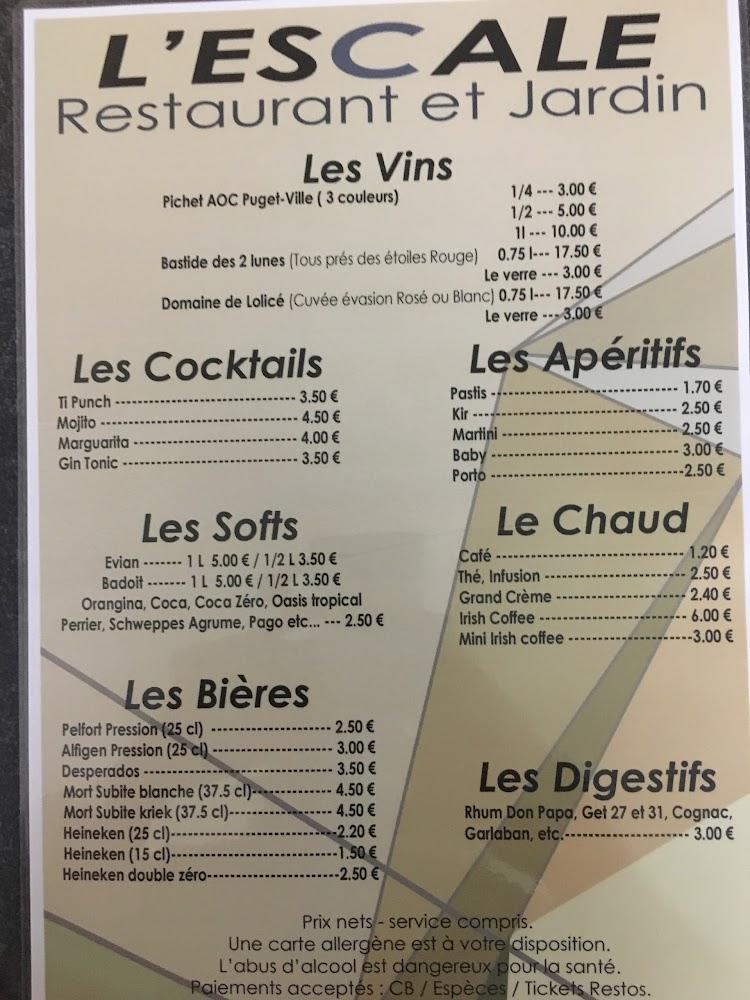 L'ESCALE
Restaurant et Jardin
Les Vins
Pichet AOC Puget-Ville ( 3 couleurs) 1/4 --- 3.00 €
1/2 --- 5.00 €
1l --- 10.00 €
Bastide des 2 lunes (Tous prés des étoiles Rouge) 0.75 l--- 17.50 €
Le verre --- 3.00 €
Domaine de Lolicé (Cuvée évasion Rosé ou Blanc) 0.75 l--- 17.50 €
Le verre --- 3.00 €
Les Cocktails
Ti Punch ------------------------------ 3.50 €
Mojito --------------------------------- 4.50 €
Marguarita --------------------------- 4.00 €
Gin Tonic ----------------------------- 3.50 €
Les Apéritifs
Pastis -------------------------------- 1.70 €
Kir ----------------------------------- 2.50 €
Martini ------------------------------ 2.50 €
Baby -------------------------------- 3.00 €
Porto --------------------------------2.50 €
Les Softs
Evian ------- 1 L 5.00 € / 1/2 L 3.50 €
Badoit ------- 1 L 5.00 € / 1/2 L 3.50 €
Orangina, Coca, Coca Zéro, Oasis tropical
Perrier, Schweppes Agrume, Pago etc... --- 2.50 €
Le Chaud
Café -------------------------------- 1.20 €
Thé, Infusion ------------------------ 2.50 €
Grand Crème ---------------------- 2.40 €
Irish Coffee ------------------------- 6.00 €
Mini Irish coffee ---------------------3.00 €
Les Bières
Pelfort Pression (25 cl) -------------------- 2.50 €
Alfigen Pression (25 cl)-------------------- 3.00 €
Desperados -------------------------------- 3.50 €
Mort Subite blanche (37.5 cl)-------------- 4.50 €
Mort Subite kriek (37.5 cl)----------------- 4.50 €
Heineken (25 cl)----------------------------2.20 €
Heineken (15 cl)----------------------------1.50 €
Heineken double zéro----------------------2.50 €
Les Digestifs
Rhum Don Papa, Get 27 et 31, Cognac,
Garlaban, etc.--------------------- 3.00 €
Prix nets - service compris.
Une carte allergène est à votre disposition.
L'abus d'alcool est dangereux pour la santé.
Paiements acceptés : CB / Espèces / Tickets Restos.